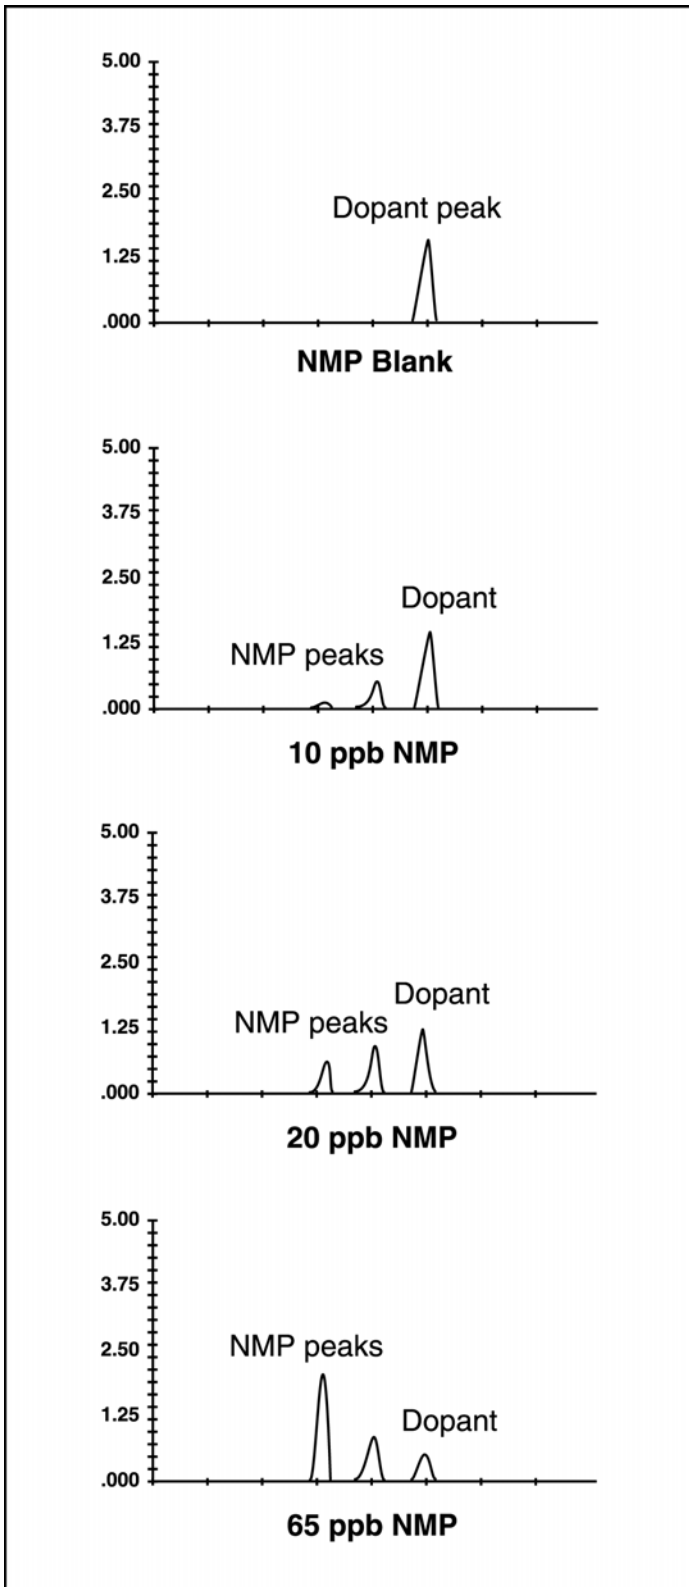 5.00
3.75
2.50
Dopant peak
1.25
.000
NMP Blank
5.00
3.75
2.50
Dopant
1.25
NMP peaks
.000
10 ppb NMP
5.00
3.75
2.50
Dopant
NMP peaks
1.25
.000
20 ppb NMP
5.00
3.75
2.50
NMP peaks
1.25
Dopant
.000
65 ppb NMP